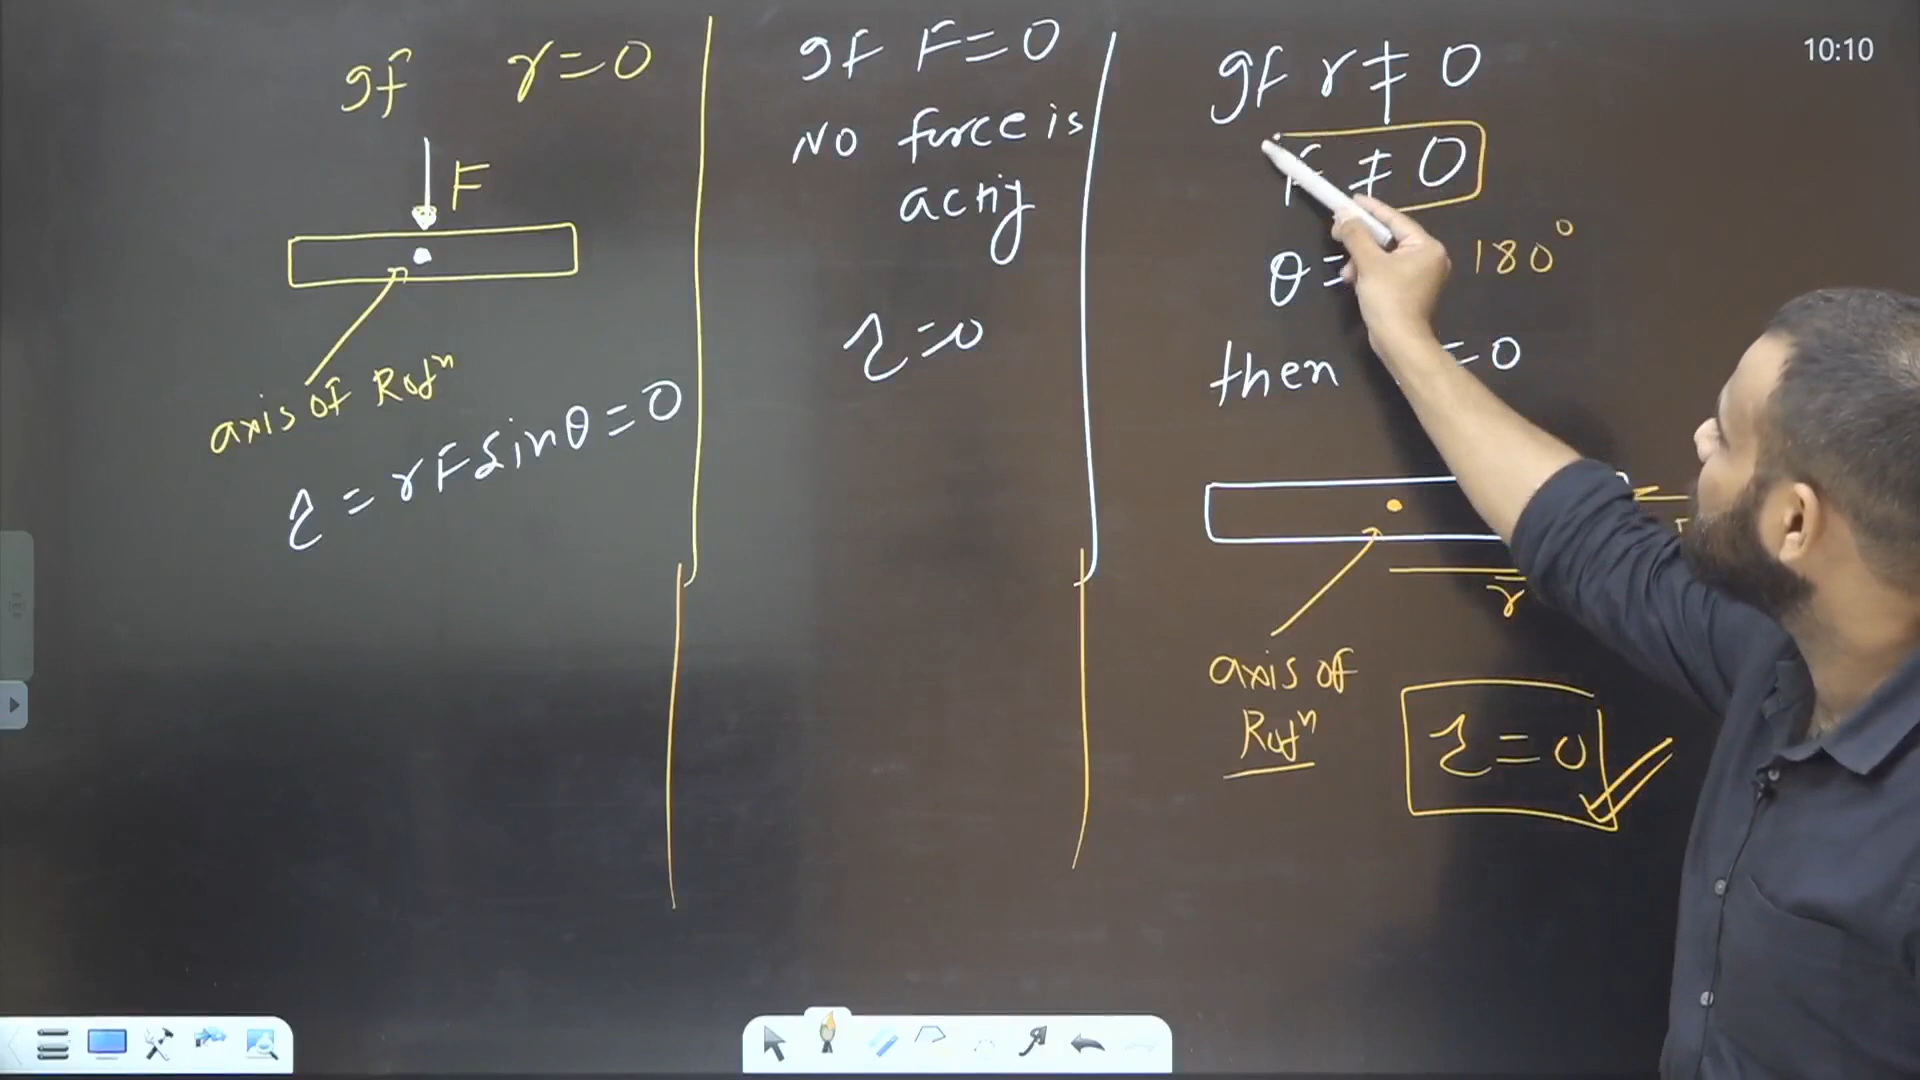 If r = 0
F
axis of Rotⁿ
τ = rFsinθ = 0
If F = 0
No force is
acting
τ = 0
If r ≠ 0
F ≠ 0
θ = 180°
then = 0
r
axis of
Rotⁿ
τ = 0
10:10